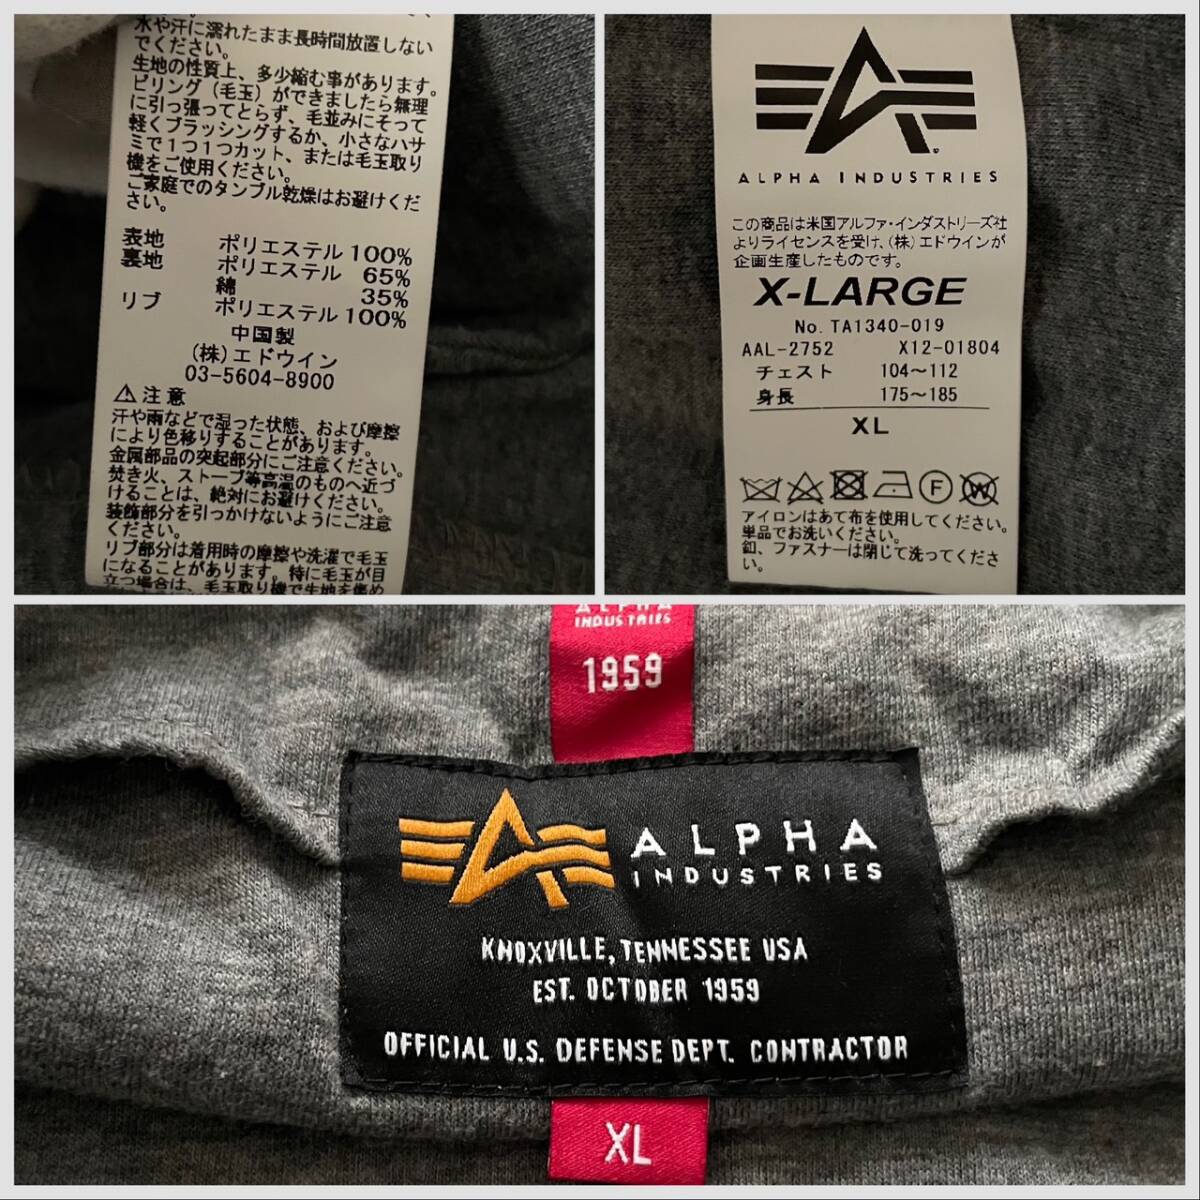 水や汗に濡れたまま長時間放置しない
でください。
生地の性質上、多少縮む事があります。
ピリング（毛玉）ができましたら無理
に引っ張ってとらず、毛並みにそって
軽くブラッシングするか、小さなハサ
ミで1つ1つカット、または毛玉取り
機をご使用ください。
ご家庭でのタンブル乾燥はお避けくだ
さい。
表地 ポリエステル 100%
裏地 ポリエステル 65%
綿 35%
リブ ポリエステル 100%
中国製
(株)エドウイン
03-5604-8900
⚠注意
汗や雨などで湿った状態、および摩擦
により色移りすることがあります。
金属部品の突起部分にご注意ください。
焚き火、ストーブ等高温のものへ近づ
けることは、絶対にお避けください。
装飾部分を引っかけないようにご注意
ください。
リブ部分は着用時の摩擦や洗濯で毛玉
になることがあります。特に毛玉が目
立つ場合は、毛玉取り機で生地を傷め
ALPHA INDUSTRIES
この商品は米国アルファ・インダストリーズ社
よりライセンスを受け、(株)エドウインが
企画生産したものです。
X-LARGE
No. TA1340-019
AAL-2752 X12-01804
チェスト 104～112
身長 175～185
XL
F W
アイロンはあて布を使用してください。
単品でお洗いください。
釦、ファスナーは閉じて洗ってくださ
い。
ALPHA
INDUSTRIES
1959
ALPHA
INDUSTRIES
KNOXVILLE, TENNESSEE USA
EST. OCTOBER 1959
OFFICIAL U.S. DEFENSE DEPT. CONTRACTOR
XL